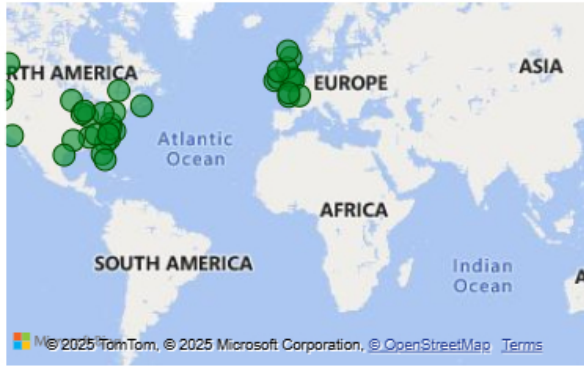 RTH AMERICA
ASIA
EUROPE
Atlantic
Ocean
AFRICA
SOUTH AMERICA
Indian
Ocean
A
© 2025 TomTom, © 2025 Microsoft Corporation, © OpenStreetMap Terms